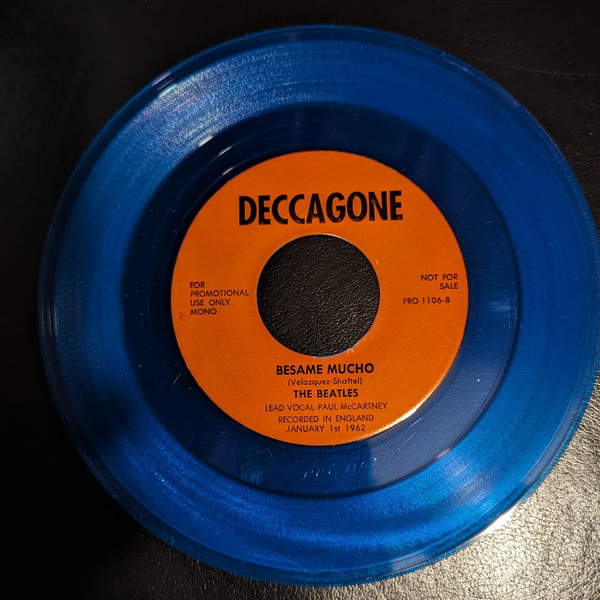 DECCAGONE
FOR
PROMOTIONAL
USE ONLY
MONO
NOT FOR
SALE
PRO 1106-B
BESAME MUCHO
(Velazquez-Shaftel)
THE BEATLES
LEAD VOCAL-PAUL McCARTNEY
RECORDED IN ENGLAND
JANUARY 1st 1962